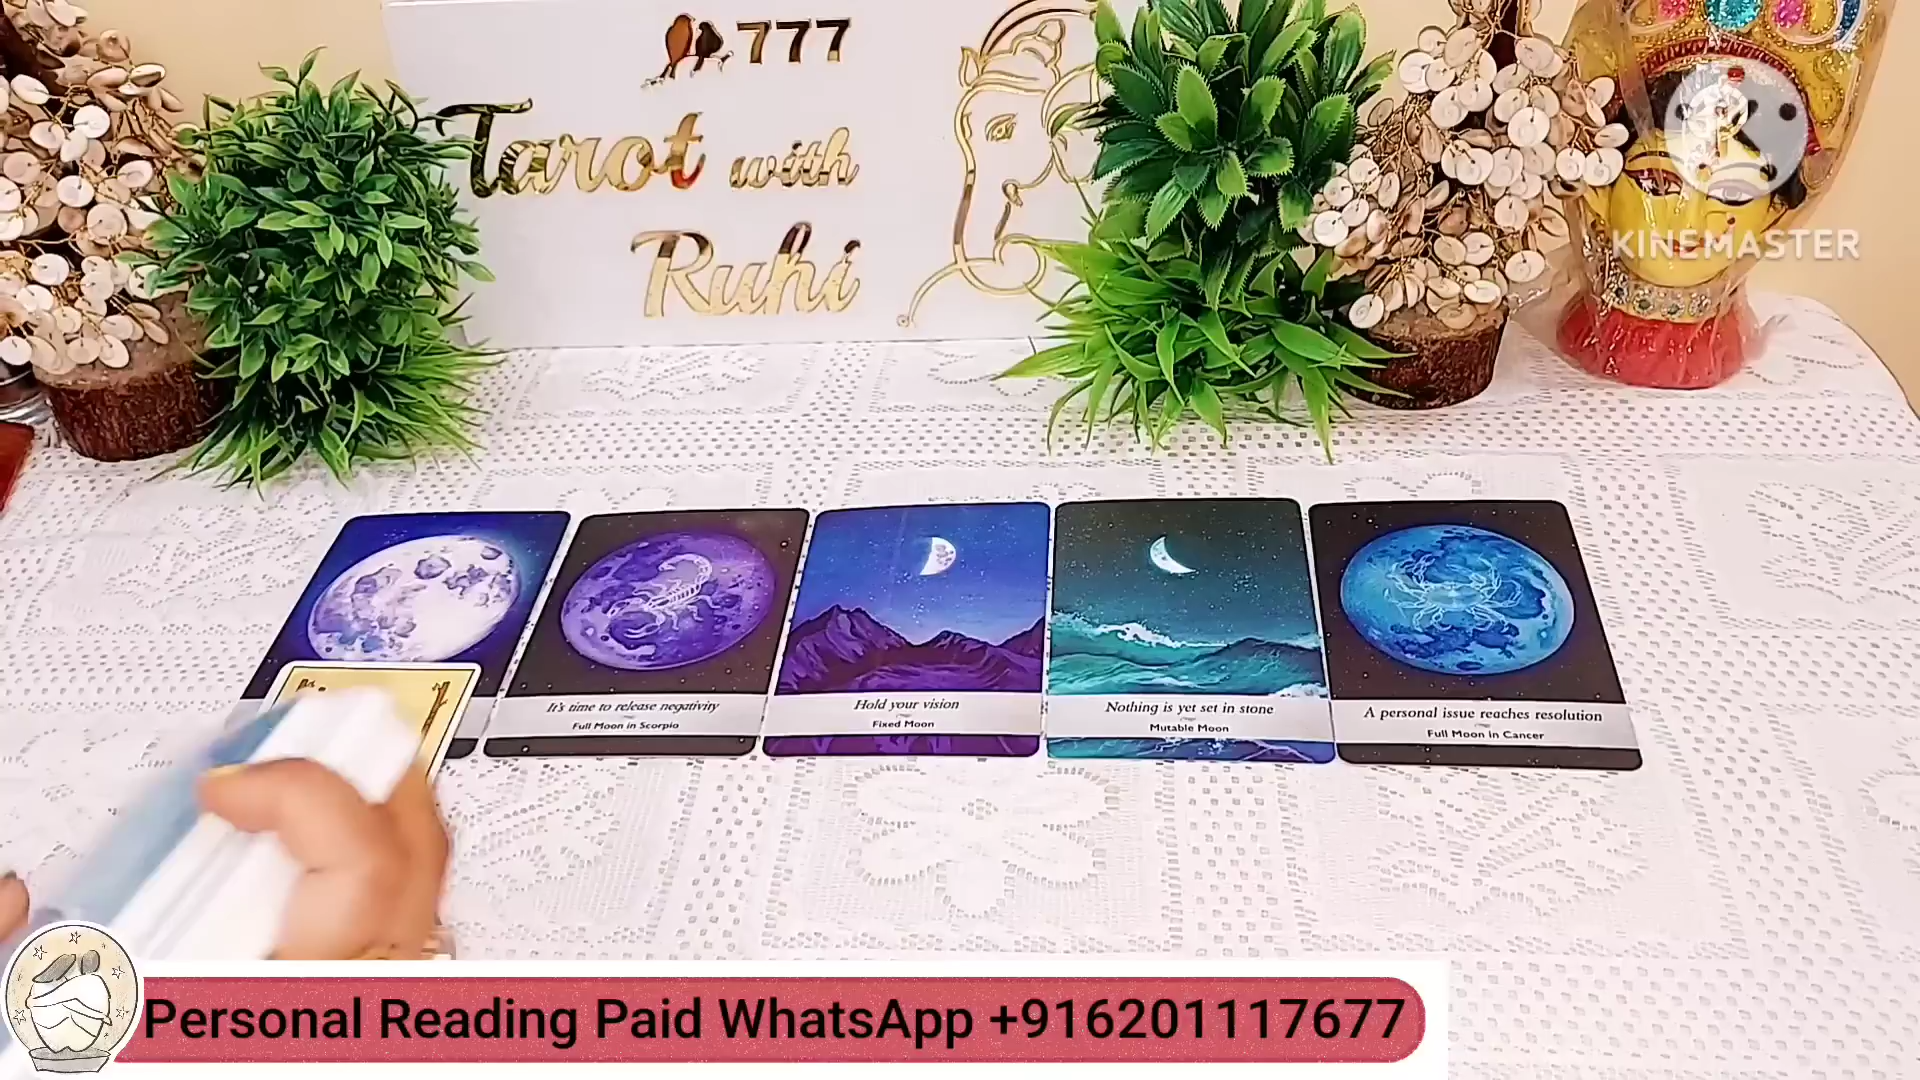 777
Tarot with
Ruhi
KINEMASTER
It's time to release negativity
Full Moon in Scorpio
Hold your vision
Fixed Moon
Nothing is yet set in stone
Mutable Moon
A personal issue reaches resolution
Full Moon in Cancer
Personal Reading Paid WhatsApp +916201117677